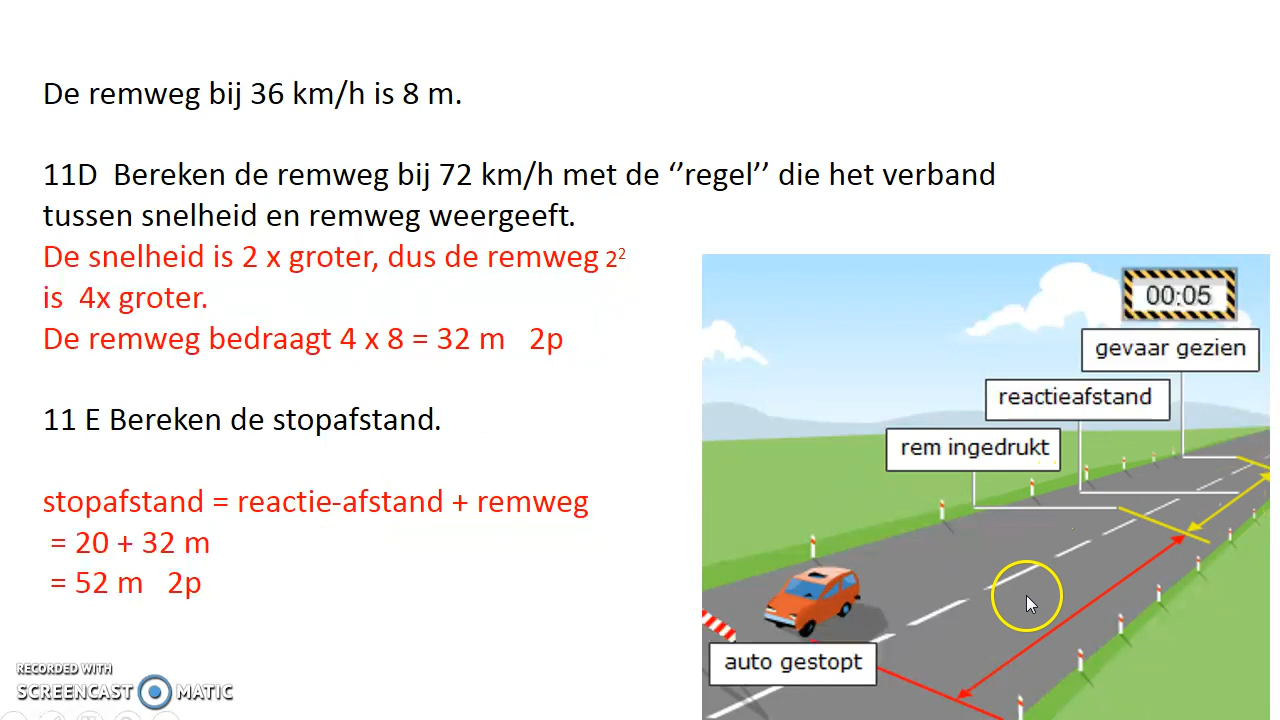 De remweg bij 36 km/h is 8 m.
11D  Bereken de remweg bij 72 km/h met de ‘’regel’’ die het verband
tussen snelheid en remweg weergeeft.
De snelheid is 2 x groter, dus de remweg 2²
is  4x groter.
De remweg bedraagt 4 x 8 = 32 m   2p
11 E Bereken de stopafstand.
stopafstand = reactie-afstand + remweg
= 20 + 32 m
= 52 m   2p
00:05
gevaar gezien
reactieafstand
rem ingedrukt
auto gestopt
RECORDED WITH
SCREENCAST MATIC